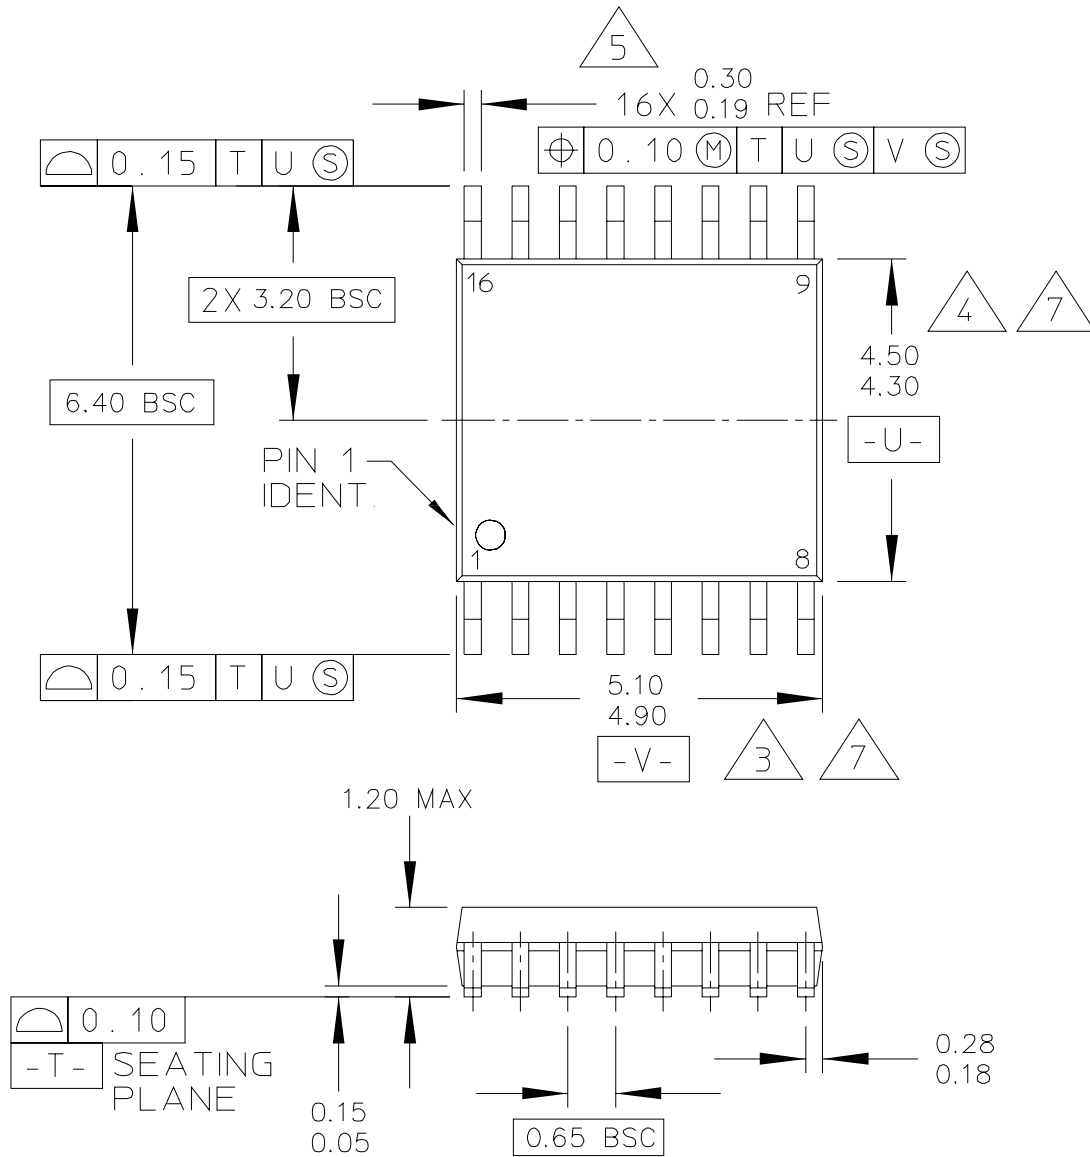 5
16X 0.30 0.19 REF
0.15 T U Ⓢ
0.10 Ⓜ T U Ⓢ V Ⓢ
16
9
2X 3.20 BSC
4
7
4.50
4.30
6.40 BSC
-U-
PIN 1
IDENT.
1
8
0.15 T U Ⓢ
5.10
4.90
-V-
3
7
1.20 MAX
0.10
-T- SEATING
PLANE
0.15
0.05
0.65 BSC
0.28
0.18